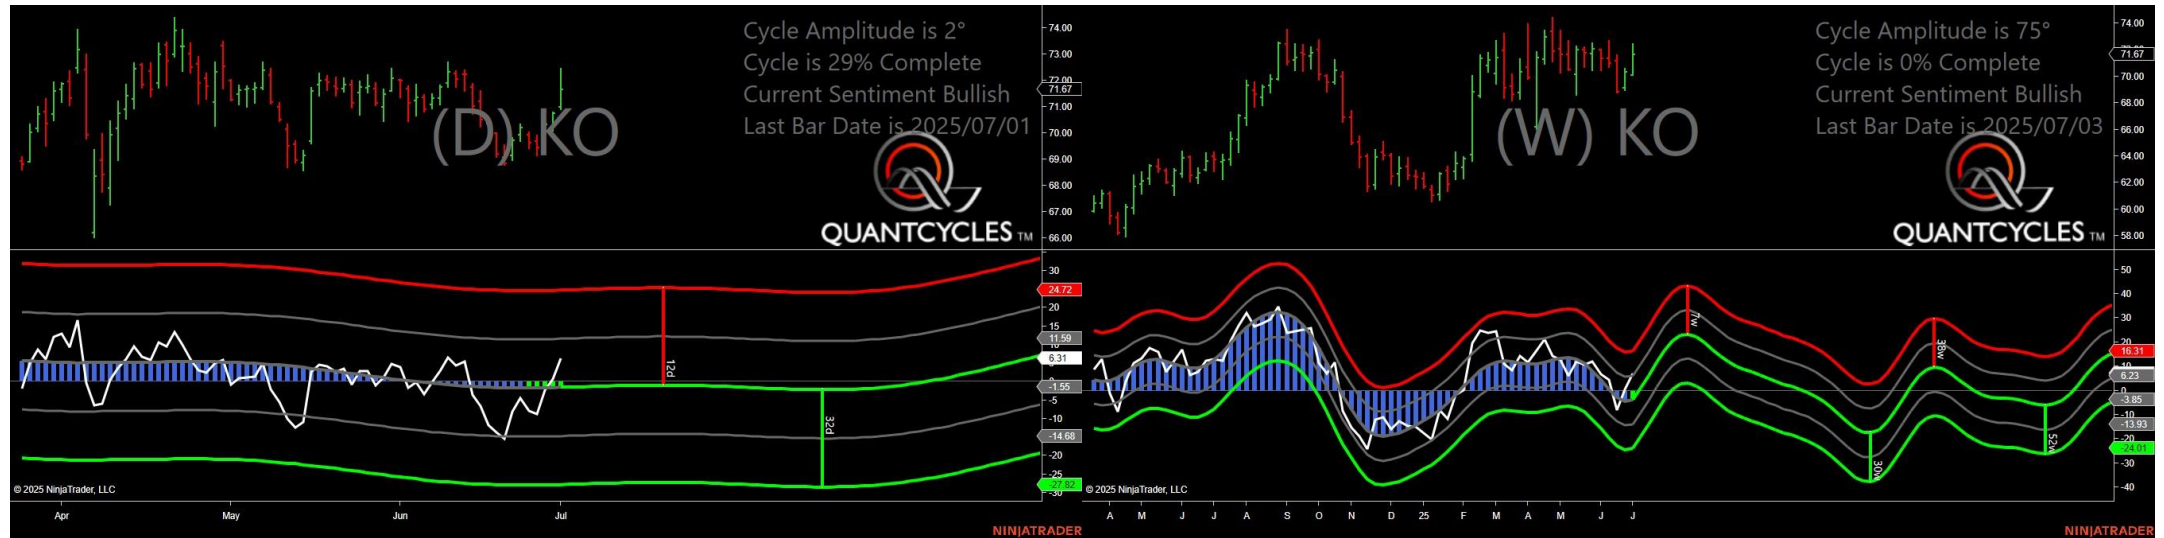 Cycle Amplitude is 2°
Cycle is 29% Complete
Current Sentiment Bullish
Last Bar Date is 2025/07/01
(D) KO
QUANTCYCLES TM
74.00
73.00
72.00
71.67
71.00
70.00
69.00
68.00
67.00
66.00
30
24.72
20
15
11.59
10
6.31
-1.55
-5
-10
-14.68
-20
-25
-27.82
-30
12d
32d
© 2025 NinjaTrader, LLC
Apr
May
Jun
Jul
NINJATRADER
Cycle Amplitude is 75°
Cycle is 0% Complete
Current Sentiment Bullish
Last Bar Date is 2025/07/03
(W) KO
QUANTCYCLES TM
74.00
71.67
70.00
68.00
66.00
64.00
62.00
60.00
58.00
50
40
30
20
16.31
10
6.23
0
-3.85
-10
-13.93
-20
-24.01
-30
-40
7w
38w
38w
30w
52w
© 2025 NinjaTrader, LLC
A
M
J
J
A
S
O
N
D
25
F
M
A
M
J
J
NINJATRADER